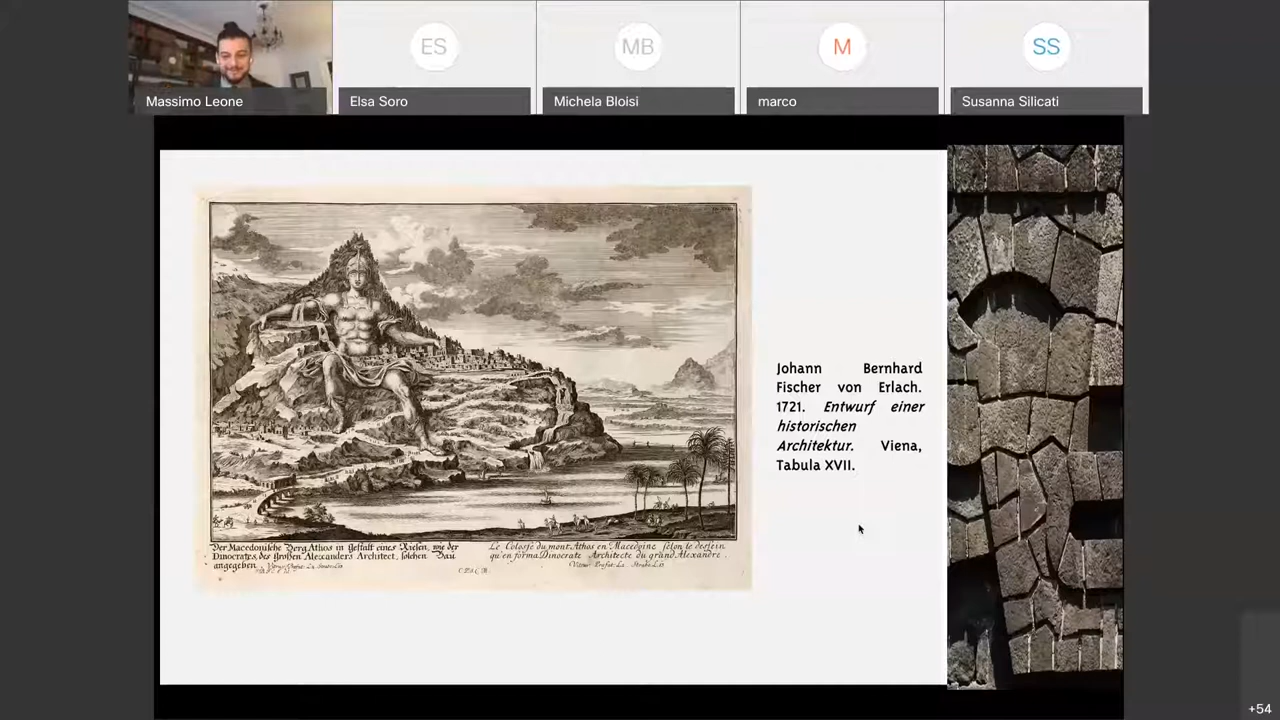 ES
MB
M
SS
Massimo Leone
Elsa Soro
Michela Bloisi
marco
Susanna Silicati
Johann Bernhard
Fischer von Erlach.
1721. Entwurf einer
historischen
Architektur. Viena,
Tabula XVII.
Der Macedonische Berg Athos in Gestalt eines Riesen, wie der
Dinocrates, des Großen Alexanders Architect, solchen Bau
angegeben
Le Colosse du mont Athos en Macedoine selon le dessein
qu'en forma Dinocrate Architecte du grand Alexandre.
+54